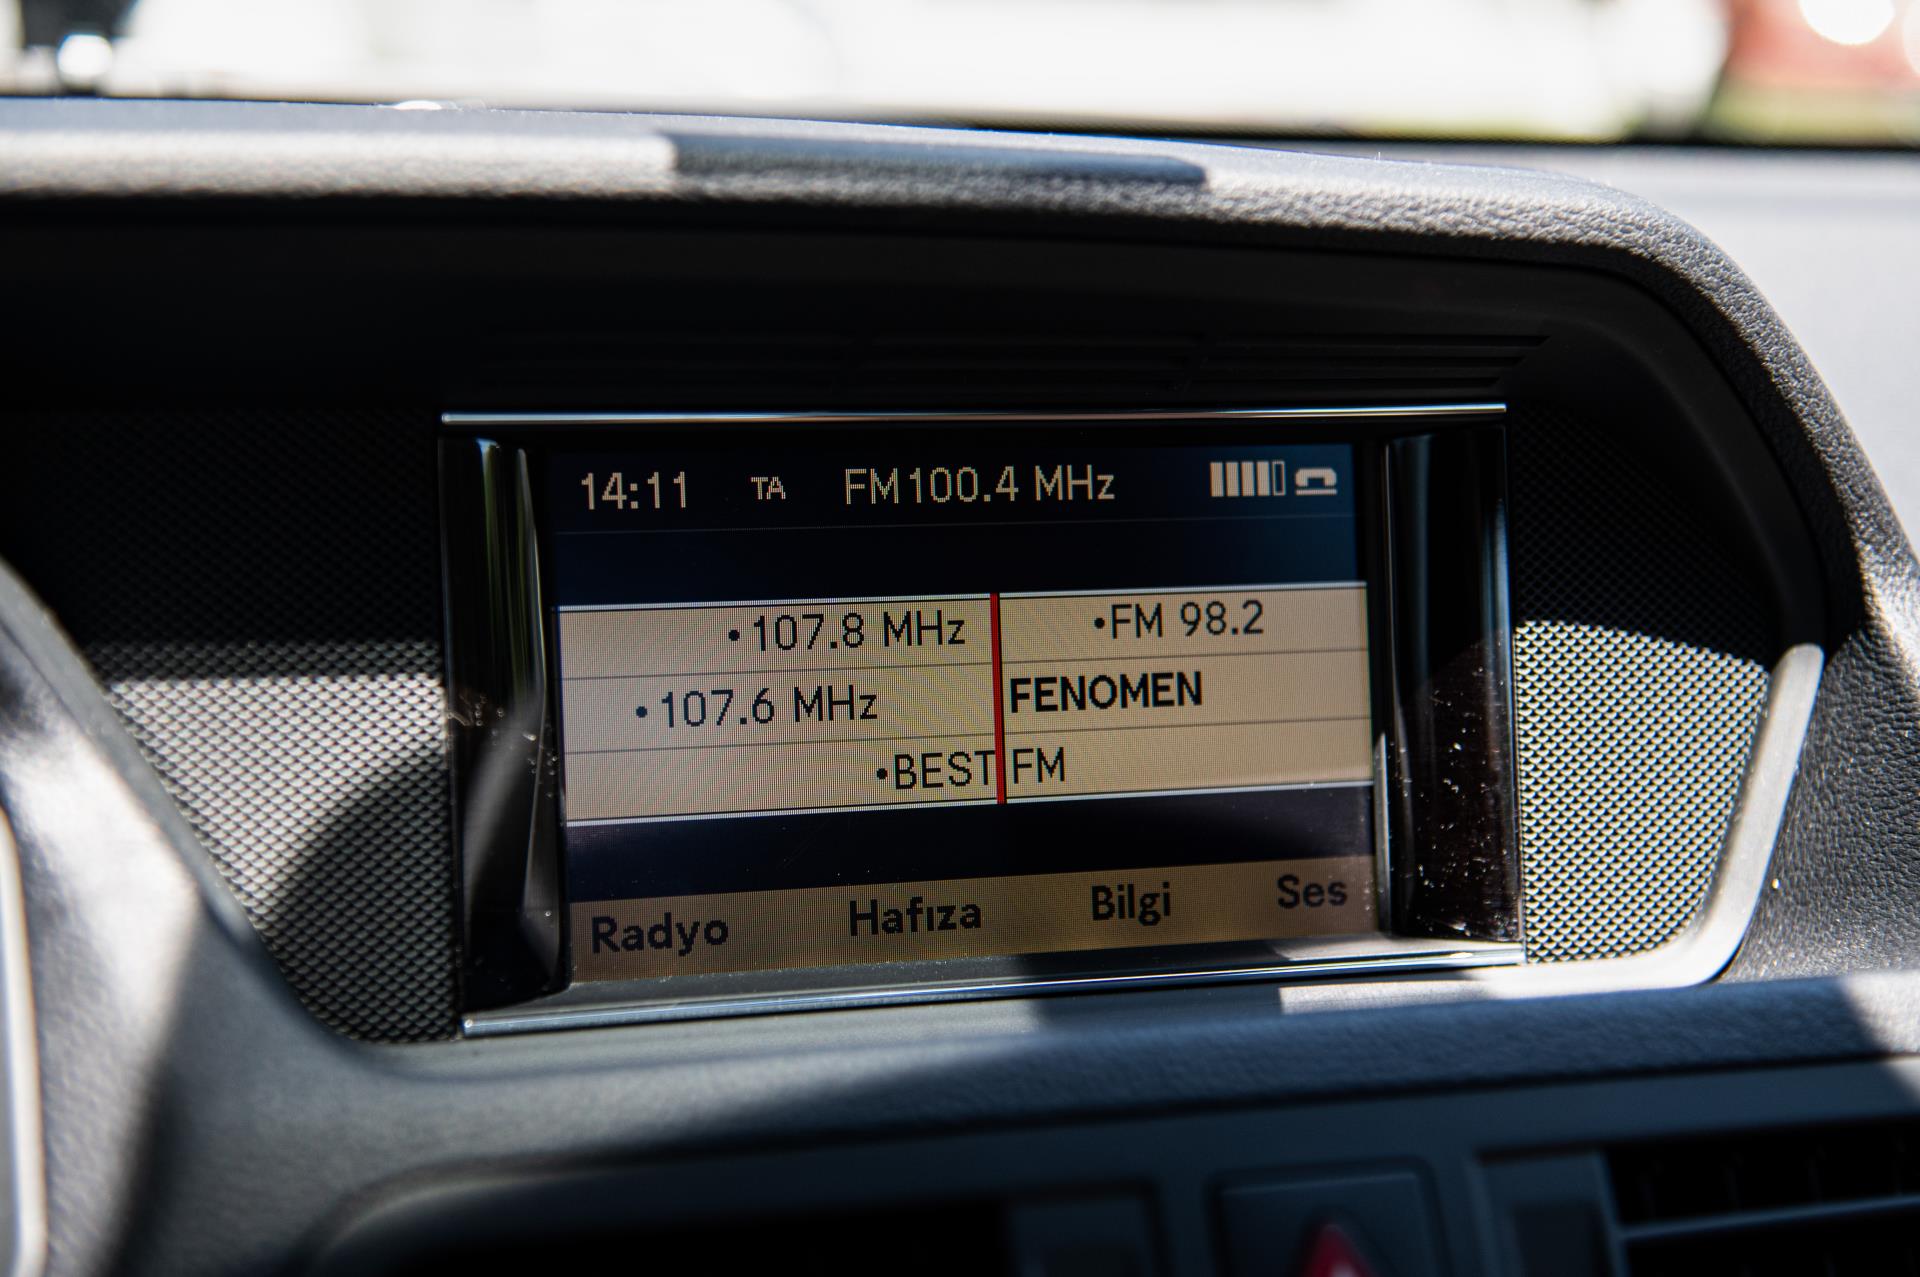 14:11 TA FM 100.4 MHz
•107.8 MHz •FM 98.2
•107.6 MHz FENOMEN
•BEST FM
Radyo Hafıza Bilgi Ses